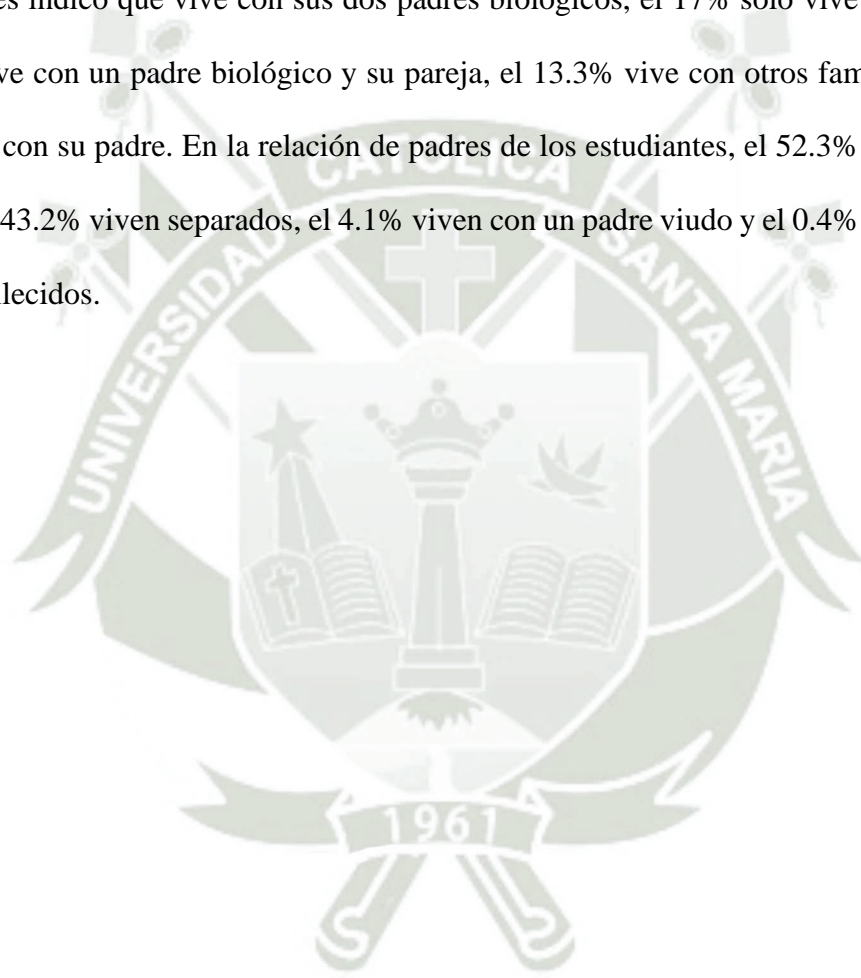 es indicó que vive con sus dos padres biológicos, el 17% solo vive
ve con un padre biológico y su pareja, el 13.3% vive con otros fam
con su padre. En la relación de padres de los estudiantes, el 52.3%
43.2% viven separados, el 4.1% viven con un padre viudo y el 0.4%
llecidos.
UNIVERSIDAD CATOLICA SANTA MARIA
1961